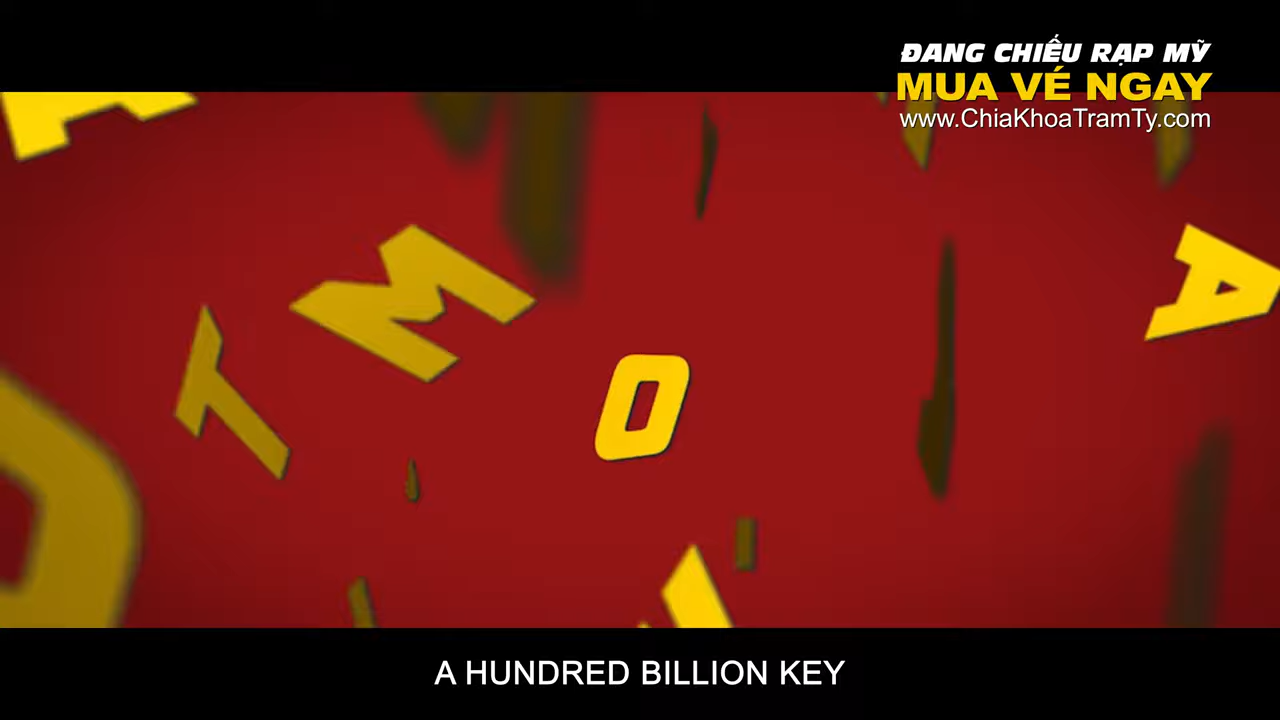 ĐANG CHIẾU RẠP MỸ
MUA VÉ NGAY
www.ChiaKhoaTramTy.com
A
M
T
O
A
A HUNDRED BILLION KEY